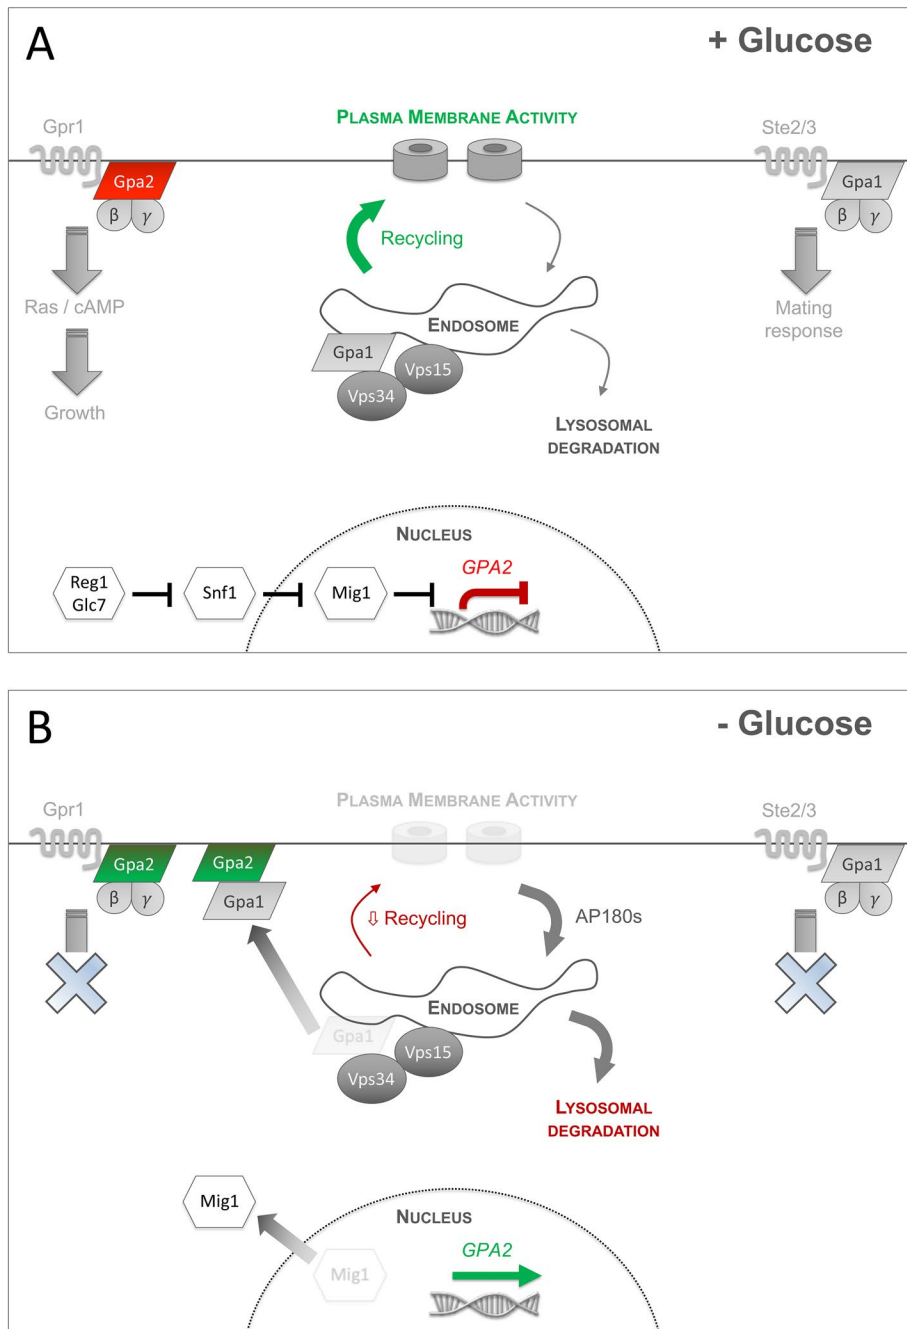 A
+ Glucose
Gpr1
PLASMA MEMBRANE ACTIVITY
Ste2/3
Gpa2
β γ
Gpa1
β γ
Recycling
Ras / cAMP
Mating
response
ENDOSOME
Gpa1
Vps15
Vps34
Growth
LYSOSOMAL
DEGRADATION
NUCLEUS
GPA2
Reg1
Glc7
Snf1
Mig1
B
- Glucose
Gpr1
PLASMA MEMBRANE ACTIVITY
Ste2/3
Gpa2
β γ
Gpa2
Gpa1
Gpa1
β γ
⇩ Recycling
AP180s
ENDOSOME
Gpa1
Vps15
Vps34
LYSOSOMAL
DEGRADATION
Mig1
NUCLEUS
GPA2
Mig1